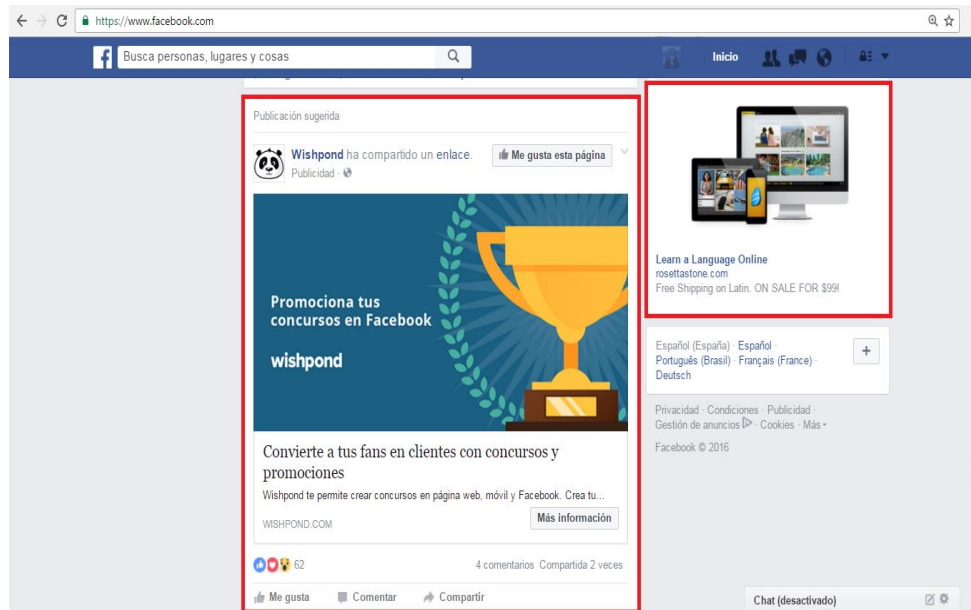 https://www.facebook.com
Busca personas, lugares y cosas
Inicio
Publicación sugerida
Wishpond ha compartido un enlace.
Me gusta esta página
Publicidad ·
Promociona tus
concursos en Facebook
wishpond
Convierte a tus fans en clientes con concursos y
promociones
Wishpond te permite crear concursos en página web, móvil y Facebook. Crea tu...
WISHPOND.COM
Más información
62
4 comentarios Compartida 2 veces
Me gusta
Comentar
Compartir
Learn a Language Online
rosettastone.com
Free Shipping on Latin. ON SALE FOR $99!
Español (España) · Español ·
Português (Brasil) · Français (France) ·
Deutsch
+
Privacidad · Condiciones · Publicidad ·
Gestión de anuncios · Cookies · Más
Facebook © 2016
Chat (desactivado)